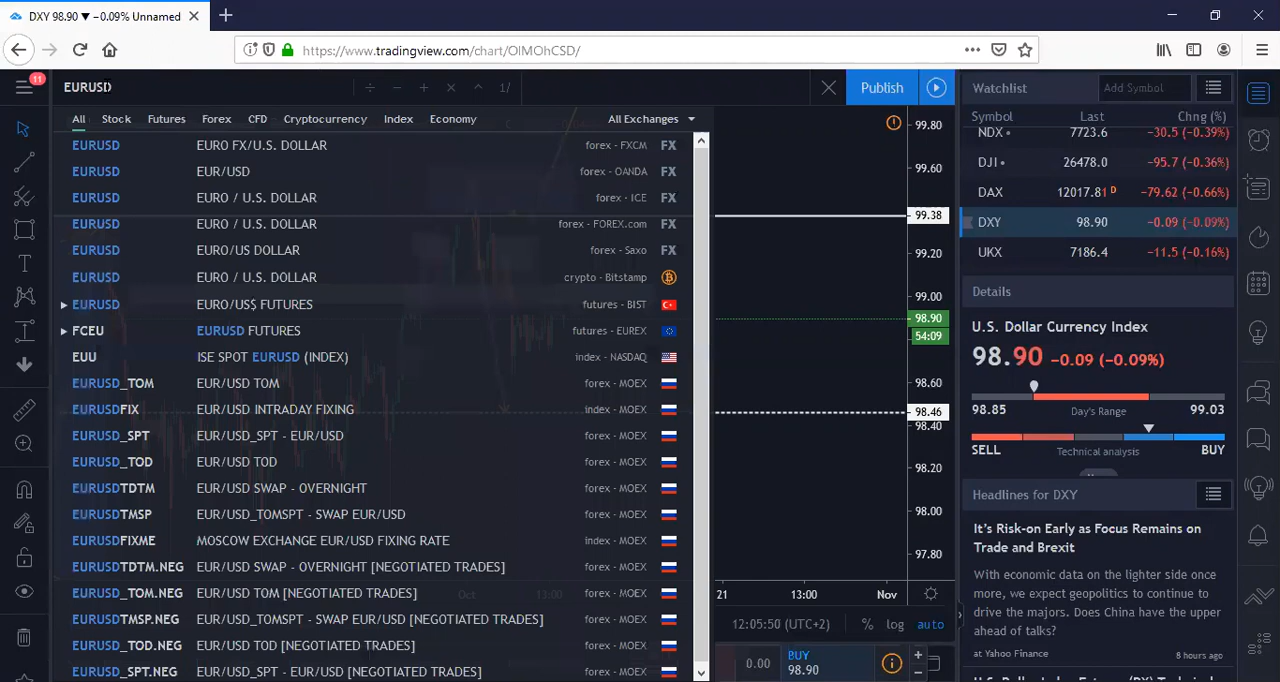 DXY 98.90 ▼ −0.09% Unnamed
https://www.tradingview.com/chart/OIMOhCSD/
11
EURUSD
1/
Publish
All Stock Futures Forex CFD Cryptocurrency Index Economy All Exchanges
EURUSD EURO FX/U.S. DOLLAR forex - FXCM FX
EURUSD EUR/USD forex - OANDA FX
EURUSD EURO / U.S. DOLLAR forex - ICE FX
EURUSD EURO / U.S. DOLLAR forex - FOREX.com FX
EURUSD EURO/US DOLLAR forex - Saxo FX
EURUSD EURO / U.S. DOLLAR crypto - Bitstamp
EURUSD EURO/US$ FUTURES futures - BIST
FCEU EURUSD FUTURES futures - EUREX
EUU ISE SPOT EURUSD (INDEX) index - NASDAQ
EURUSD_TOM EUR/USD TOM forex - MOEX
EURUSDFIX EUR/USD INTRADAY FIXING index - MOEX
EURUSD_SPT EUR/USD_SPT - EUR/USD forex - MOEX
EURUSD_TOD EUR/USD TOD forex - MOEX
EURUSDTDTM EUR/USD SWAP - OVERNIGHT forex - MOEX
EURUSDTMSP EUR/USD_TOMSPT - SWAP EUR/USD forex - MOEX
EURUSDFIXME MOSCOW EXCHANGE EUR/USD FIXING RATE index - MOEX
EURUSDTDTM.NEG EUR/USD SWAP - OVERNIGHT [NEGOTIATED TRADES] forex - MOEX
EURUSD_TOM.NEG EUR/USD TOM [NEGOTIATED TRADES] forex - MOEX
EURUSDTMSP.NEG EUR/USD_TOMSPT - SWAP EUR/USD [NEGOTIATED TRADES] forex - MOEX
EURUSD_TOD.NEG EUR/USD TOD [NEGOTIATED TRADES] forex - MOEX
EURUSD_SPT.NEG EUR/USD_SPT - EUR/USD [NEGOTIATED TRADES] forex - MOEX
Oct 13:00
99.80
99.60
99.38
99.20
99.00
98.90
54:09
98.60
98.46
98.40
98.20
98.00
97.80
21 13:00 Nov
12:05:50 (UTC+2) % log auto
0.00 BUY
98.90
Watchlist Add Symbol
Symbol Last Chng (%)
NDX 7723.6 −30.5 (−0.39%)
DJI 26478.0 −95.7 (−0.36%)
DAX 12017.81 D −79.62 (−0.66%)
DXY 98.90 −0.09 (−0.09%)
UKX 7186.4 −11.5 (−0.16%)
Details
U.S. Dollar Currency Index
98.90 −0.09 (−0.09%)
98.85 Day's Range 99.03
SELL Technical analysis BUY
Headlines for DXY
It's Risk-on Early as Focus Remains on
Trade and Brexit
With economic data on the lighter side once
more, we expect geopolitics to continue to
drive the majors. Does China have the upper
ahead of talks?
at Yahoo Finance 8 hours ago